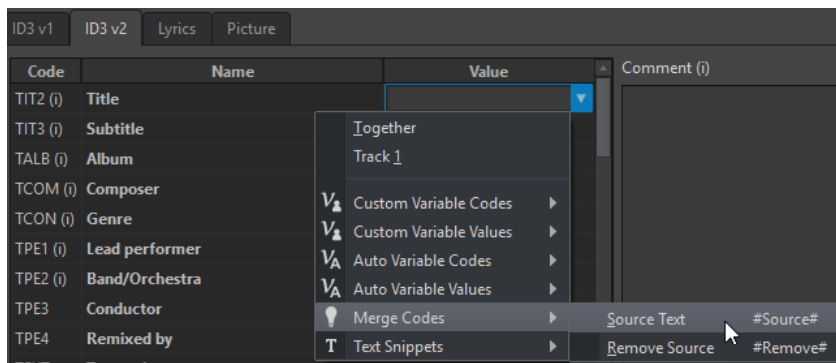 ID3 v1 ID3 v2 Lyrics Picture
Code Name Value Comment (i)
TIT2 (i) Title
TIT3 (i) Subtitle
TALB (i) Album
TCOM (i) Composer
TCON (i) Genre
TPE1 (i) Lead performer
TPE2 (i) Band/Orchestra
TPE3 Conductor
TPE4 Remixed by
Together
Track 1
Custom Variable Codes
Custom Variable Values
Auto Variable Codes
Auto Variable Values
Merge Codes
T Text Snippets
Source Text #Source#
Remove Source #Remove#